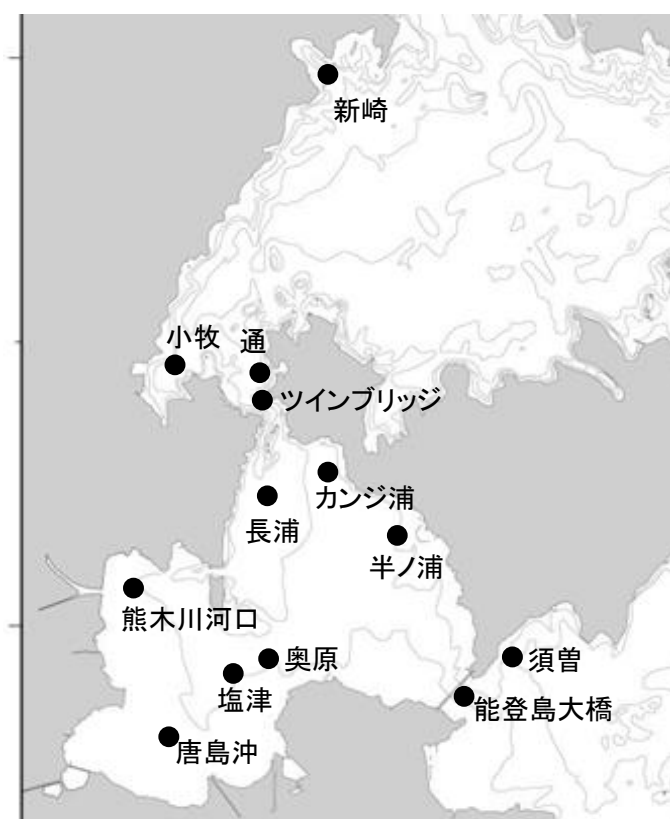 新崎
小牧
通
ツインブリッジ
カンジ浦
長浦
半ノ浦
熊木川河口
奥原
須曽
塩津
能登島大橋
唐島沖